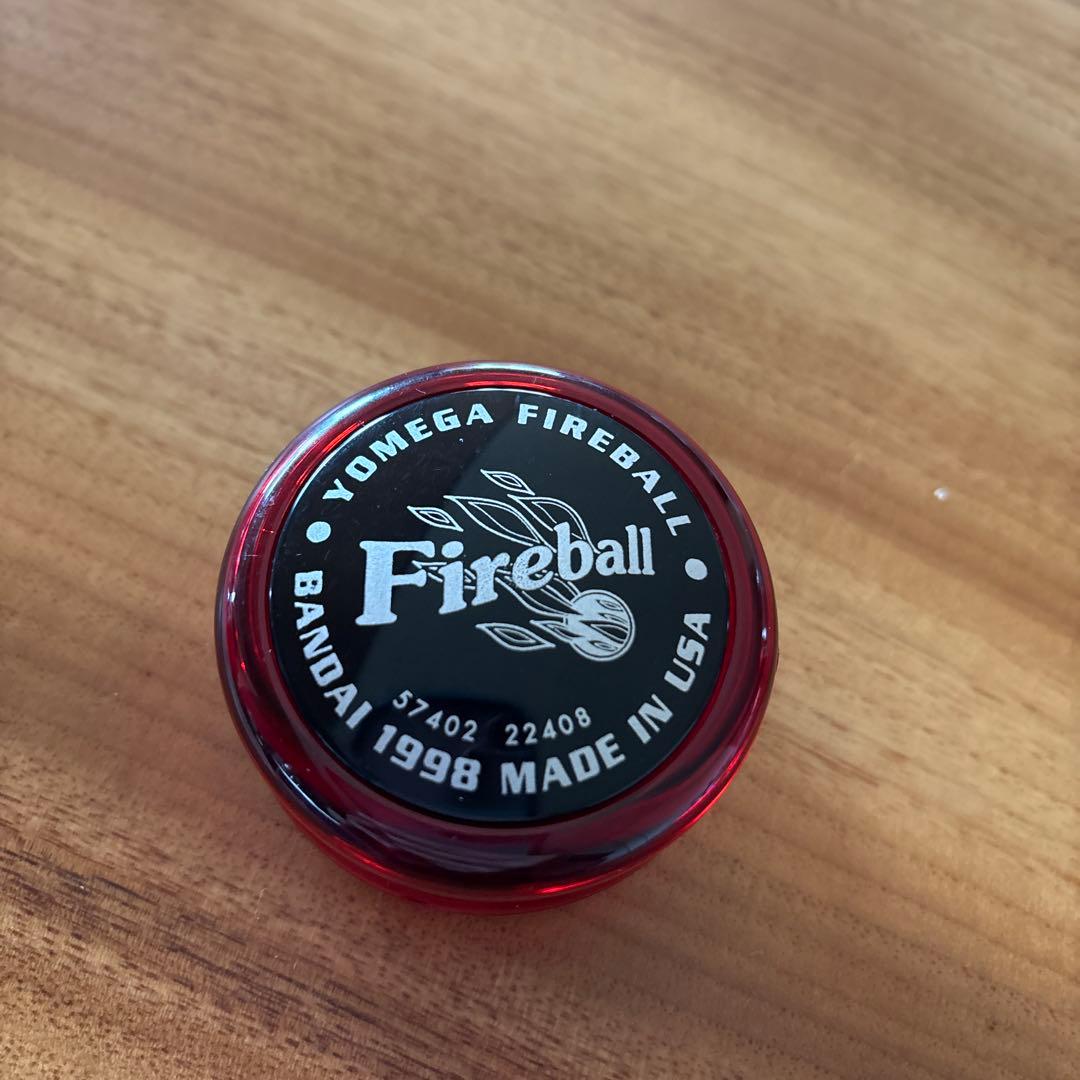 YOMEGA FIREBALL
Fireball
57402 22408
BANDAI 1998 MADE IN USA